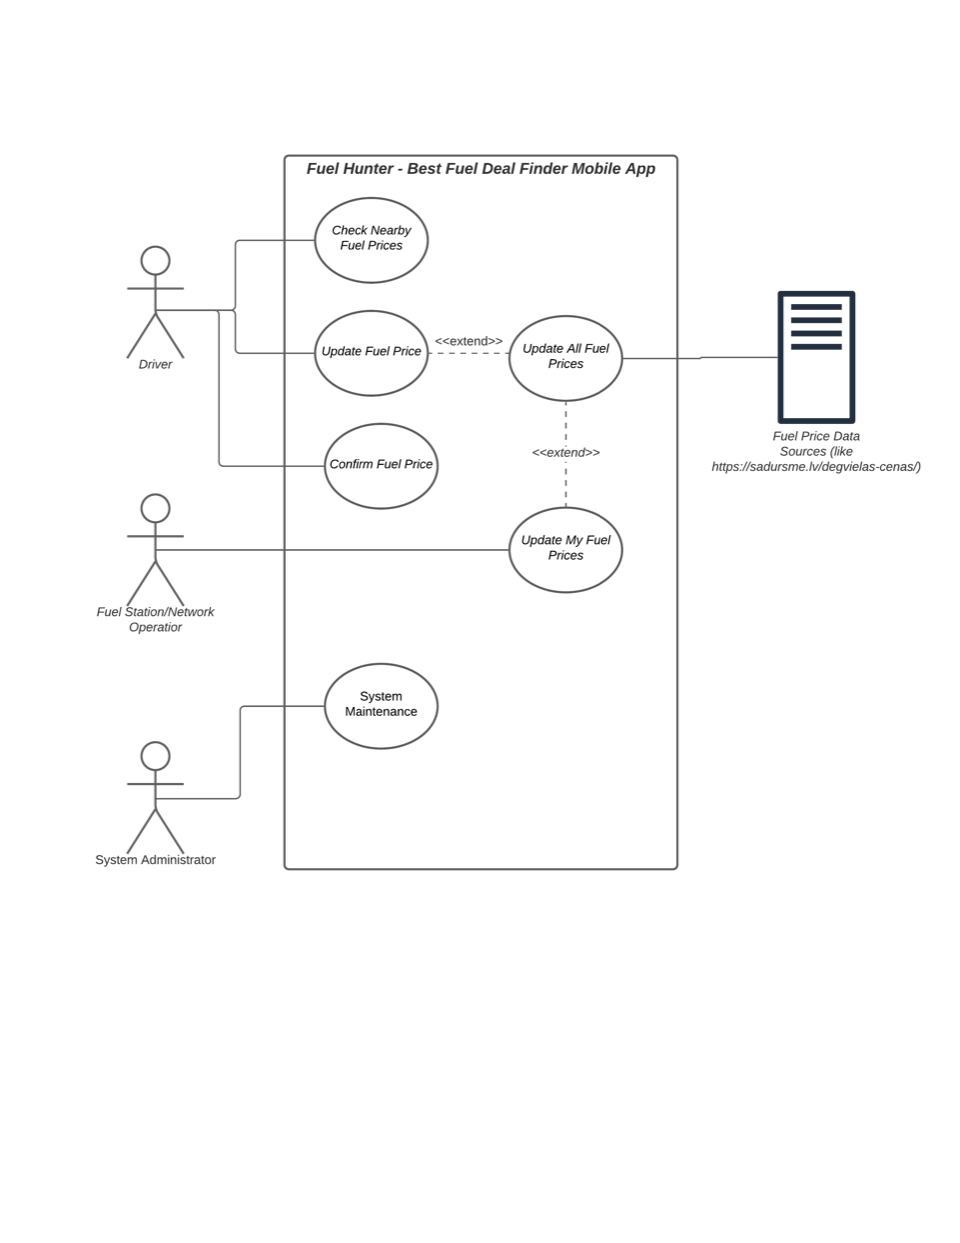 Fuel Hunter - Best Fuel Deal Finder Mobile App
Check Nearby
Fuel Prices
Driver
Update Fuel Price
<<extend>>
Update All Fuel
Prices
Fuel Price Data
Sources (like
https://sadursme.lv/degvielas-cenas/)
Confirm Fuel Price
<<extend>>
Fuel Station/Network
Operatior
Update My Fuel
Prices
System
Maintenance
System Administrator